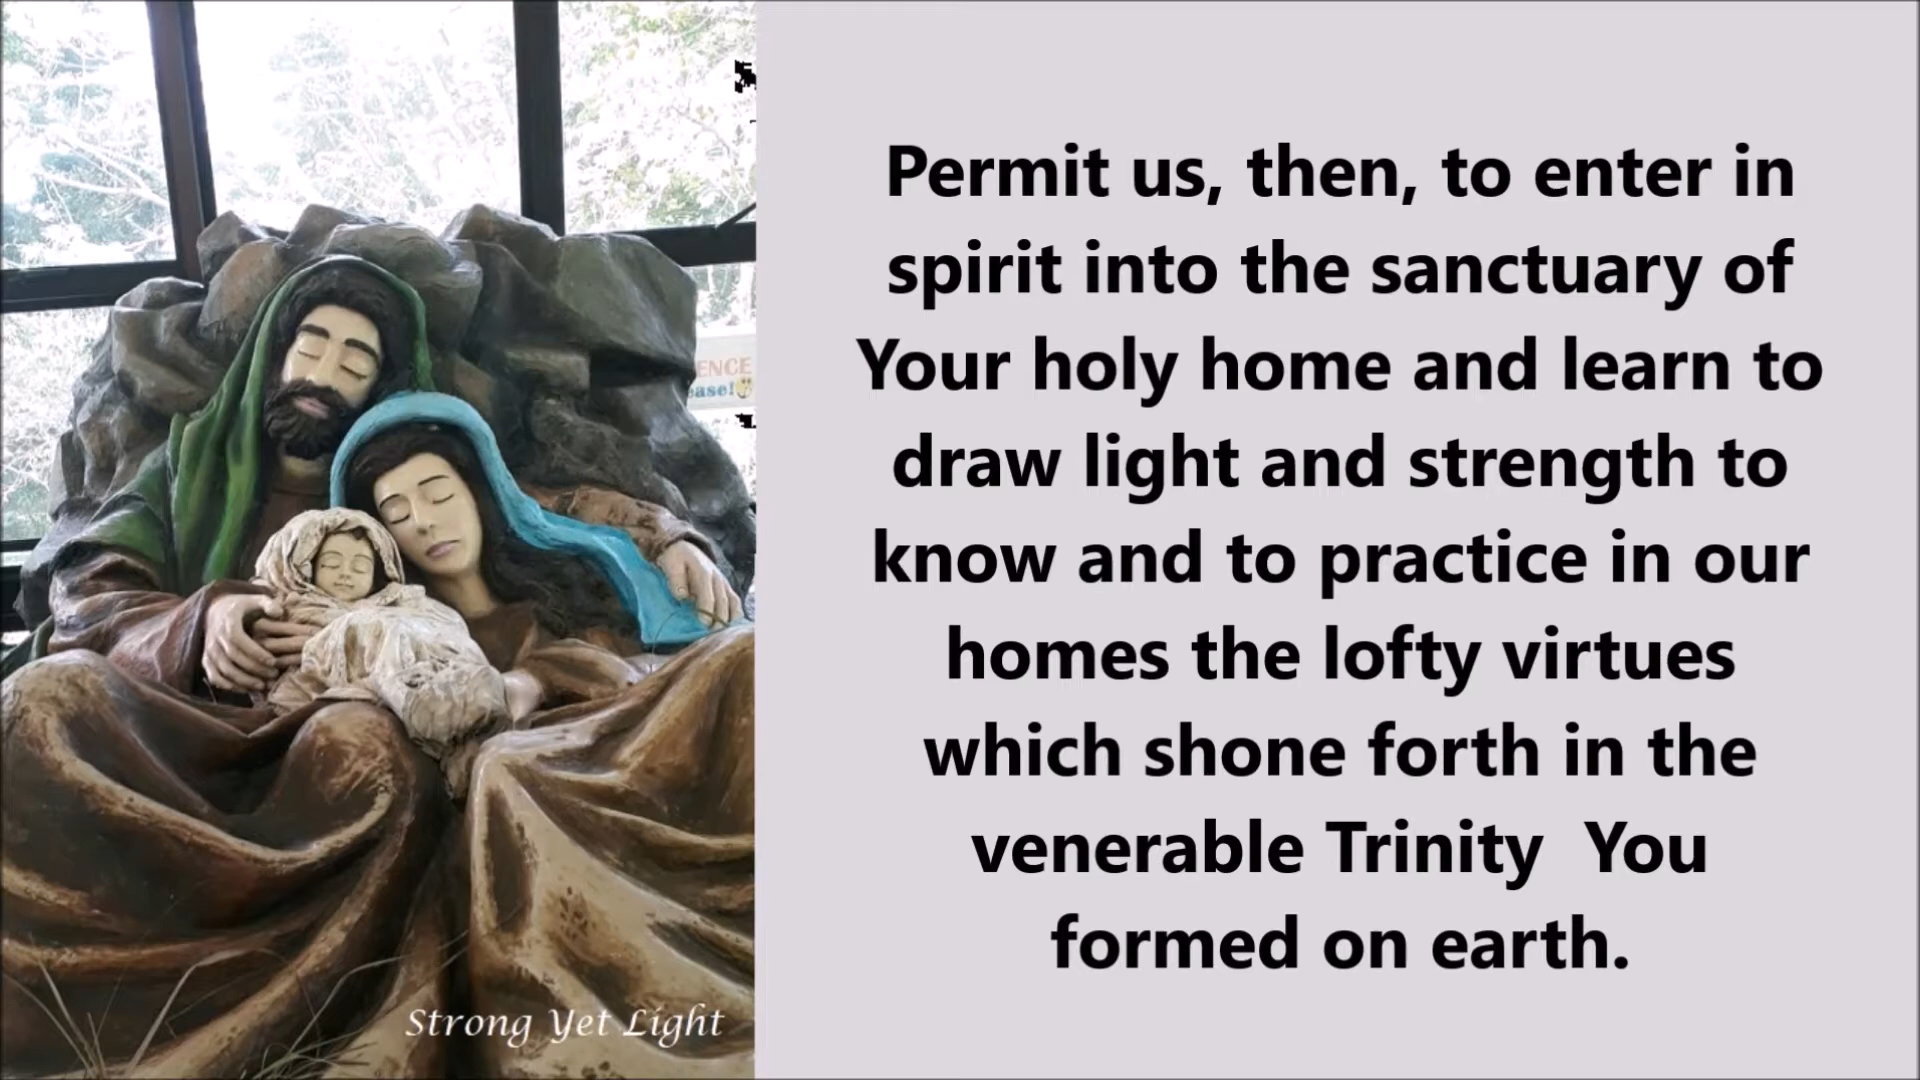 Permit us, then, to enter in
spirit into the sanctuary of
Your holy home and learn to
draw light and strength to
know and to practice in our
homes the lofty virtues
which shone forth in the
venerable Trinity  You
formed on earth.
ENCE
ease!
Strong Yet Light